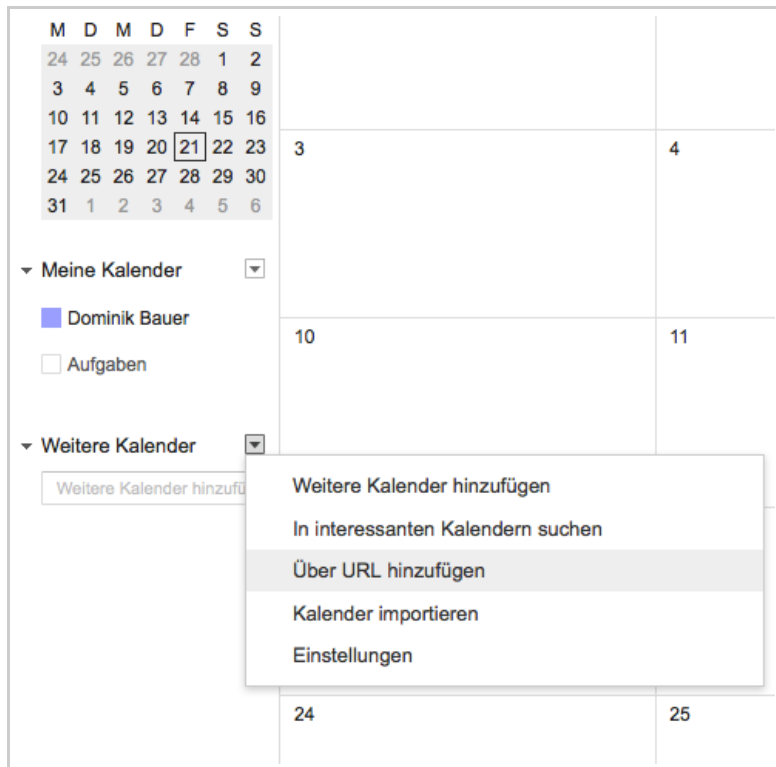 M D M D F S S
24 25 26 27 28 1 2
3 4 5 6 7 8 9
10 11 12 13 14 15 16
17 18 19 20 21 22 23
24 25 26 27 28 29 30
31 1 2 3 4 5 6
3 4
Meine Kalender
Dominik Bauer
10 11
Aufgaben
Weitere Kalender
Weitere Kalender hinzufü
Weitere Kalender hinzufügen
In interessanten Kalendern suchen
Über URL hinzufügen
Kalender importieren
Einstellungen
24 25